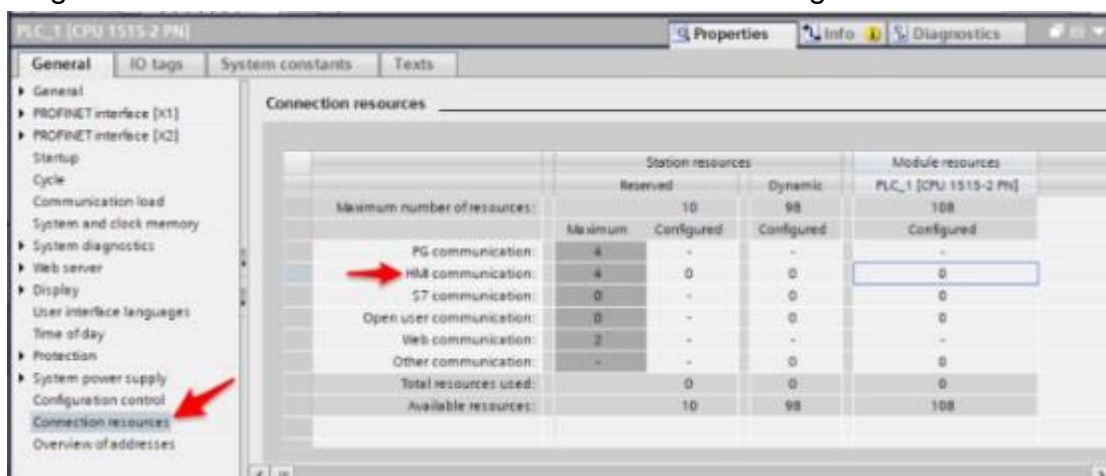 PLC_1 [CPU 1515-2 PN]
Properties Info Diagnostics
General IO tags System constants Texts
General
PROFINET interface [X1]
PROFINET interface [X2]
Startup
Cycle
Communication load
System and clock memory
System diagnostics
Web server
Display
User interface languages
Time of day
Protection
System power supply
Configuration control
Connection resources
Overview of addresses
Connection resources
Station resources Module resources
Reserved Dynamic PLC_1 [CPU 1515-2 PN]
Maximum number of resources: 10 98 108
Maximum Configured Configured Configured
PG communication: 4 - - -
HMI communication: 4 0 0 0
S7 communication: 0 - 0 0
Open user communication: 0 - 0 0
Web communication: 2 - - -
Other communication: - - 0 0
Total resources used: 0 0 0
Available resources: 10 98 108